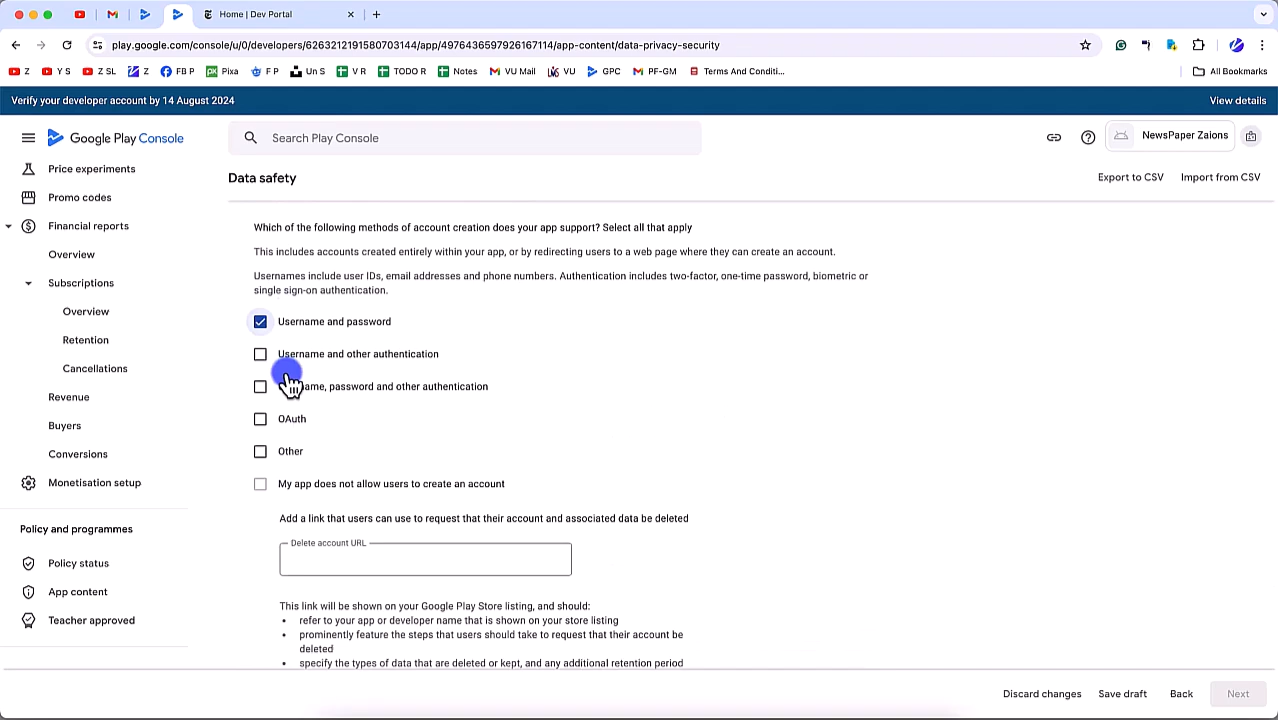 Home | Dev Portal
play.google.com/console/u/0/developers/6263212191580703144/app/4976436597926167114/app-content/data-privacy-security
Z
Y S
Z SL
Z
FB P
Pixa
F P
Un S
V R
TODO R
Notes
VU Mail
VU
GPC
PF-GM
Terms And Conditi...
All Bookmarks
Verify your developer account by 14 August 2024
View details
Google Play Console
Search Play Console
NewsPaper Zaions
Price experiments
Promo codes
Financial reports
Overview
Subscriptions
Overview
Retention
Cancellations
Revenue
Buyers
Conversions
Monetisation setup
Policy and programmes
Policy status
App content
Teacher approved
Data safety
Export to CSV
Import from CSV
Which of the following methods of account creation does your app support? Select all that apply
This includes accounts created entirely within your app, or by redirecting users to a web page where they can create an account.
Usernames include user IDs, email addresses and phone numbers. Authentication includes two-factor, one-time password, biometric or
single sign-on authentication.
Username and password
Username and other authentication
name, password and other authentication
OAuth
Other
My app does not allow users to create an account
Add a link that users can use to request that their account and associated data be deleted
Delete account URL
This link will be shown on your Google Play Store listing, and should:
• refer to your app or developer name that is shown on your store listing
• prominently feature the steps that users should take to request that their account be
deleted
• specify the types of data that are deleted or kept, and any additional retention period
Discard changes
Save draft
Back
Next